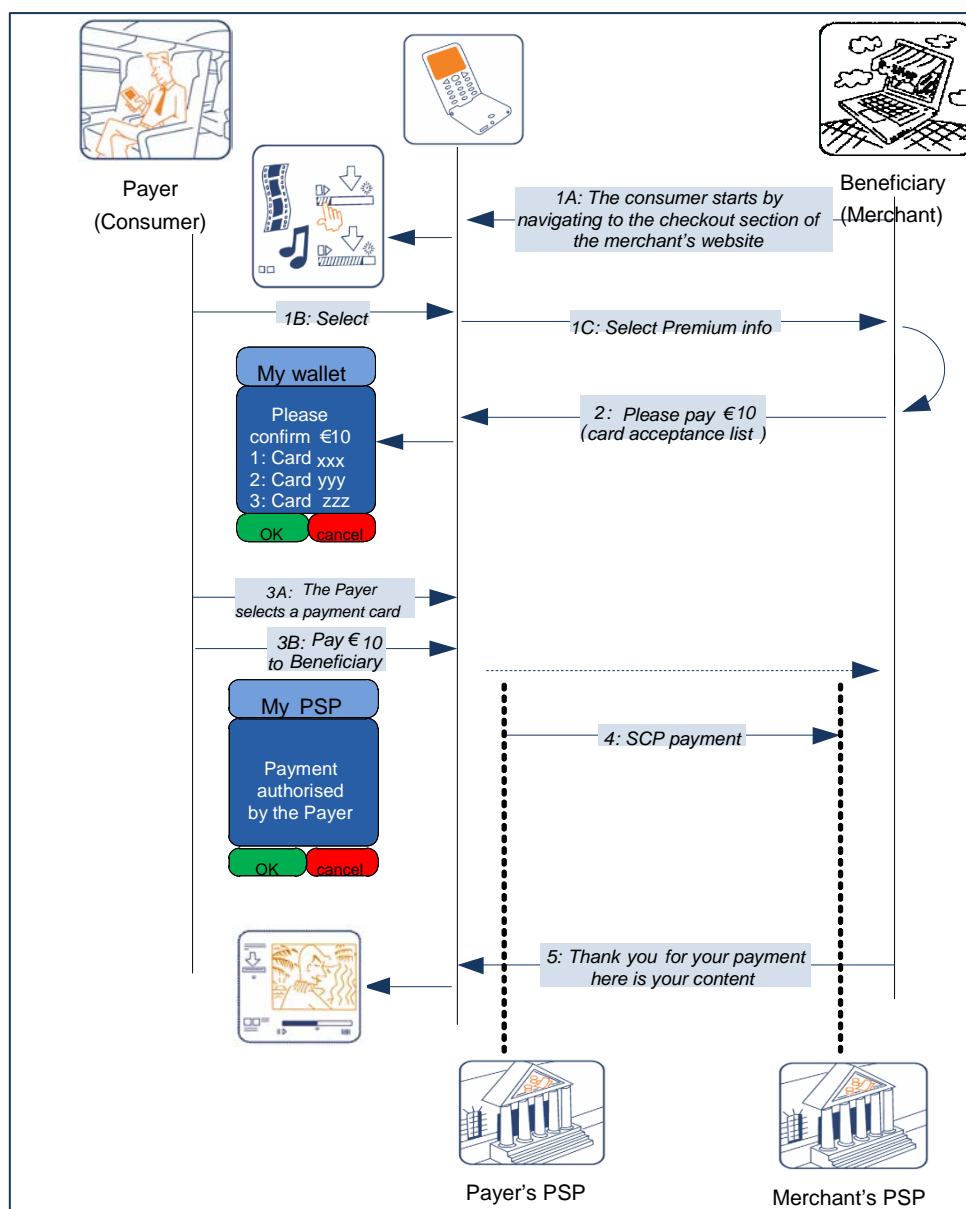 Payer
(Consumer)
Beneficiary
(Merchant)
1A: The consumer starts by
navigating to the checkout section of
the merchant's website
1B: Select
1C: Select Premium info
My wallet
Please
confirm €10
1: Card xxx
2: Card yyy
3: Card zzz
OK
cancel
2: Please pay €10
(card acceptance list )
3A: The Payer
selects a payment card
3B: Pay € 10
to Beneficiary
My PSP
Payment
authorised
by the Payer
OK
cancel
4: SCP payment
5: Thank you for your payment
here is your content
Payer's PSP
Merchant's PSP